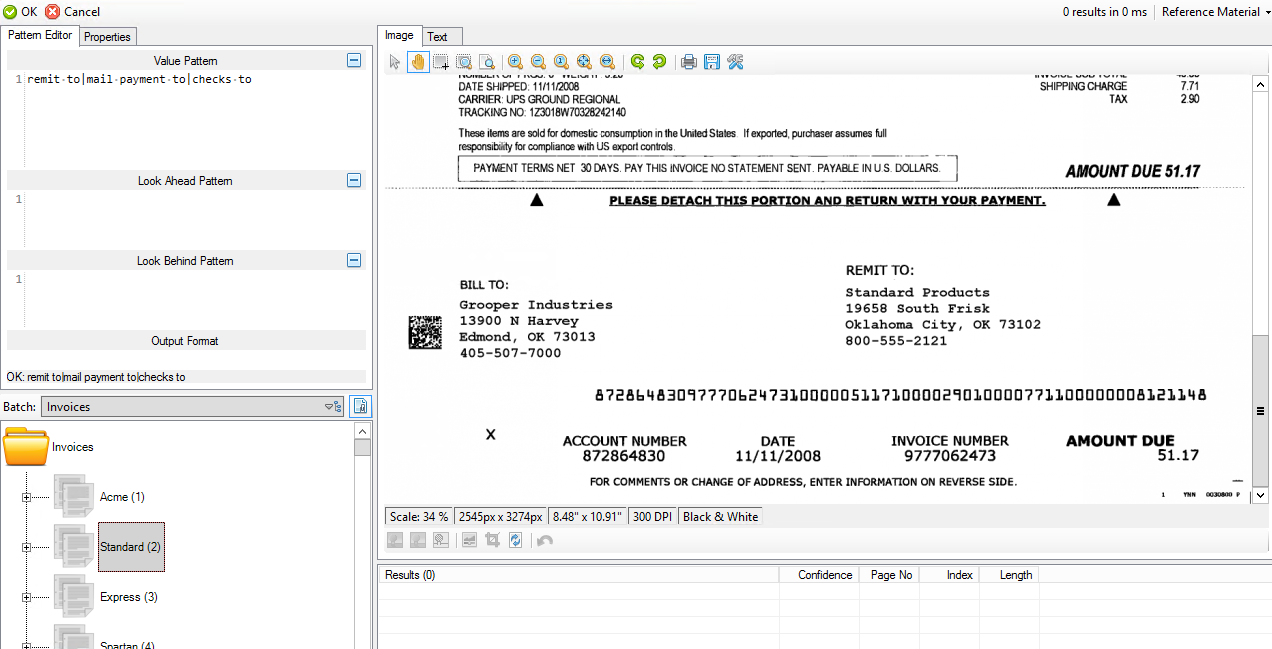 OK Cancel 0 results in 0 ms Reference Material
Pattern Editor Properties
Value Pattern
1 remit·to|mail·payment·to|checks·to
Look Ahead Pattern
1
Look Behind Pattern
1
Output Format
OK: remit to|mail payment to|checks to
Batch: Invoices
Invoices
Acme (1)
Standard (2)
Express (3)
Spartan (4)
Image Text
DATE SHIPPED: 11/11/2008
CARRIER: UPS GROUND REGIONAL
TRACKING NO: 1Z3018W70328242140
SHIPPING CHARGE 7.71
TAX 2.90
These items are sold for domestic consumption in the United States. If exported, purchaser assumes full
responsibility for compliance with US export controls.
PAYMENT TERMS NET 30 DAYS. PAY THIS INVOICE NO STATEMENT SENT. PAYABLE IN U.S. DOLLARS.
AMOUNT DUE 51.17
PLEASE DETACH THIS PORTION AND RETURN WITH YOUR PAYMENT.
BILL TO:
Grooper Industries
13900 N Harvey
Edmond, OK 73013
405-507-7000
REMIT TO:
Standard Products
19658 South Frisk
Oklahoma City, OK 73102
800-555-2121
8728648309777062473100000511710000290100007711000000008121148
X
ACCOUNT NUMBER DATE INVOICE NUMBER AMOUNT DUE
872864830 11/11/2008 9777062473 51.17
FOR COMMENTS OR CHANGE OF ADDRESS, ENTER INFORMATION ON REVERSE SIDE.
1 YNN 0030800 P
Scale: 34 % 2545px x 3274px 8.48" x 10.91" 300 DPI Black & White
Results (0) Confidence Page No Index Length